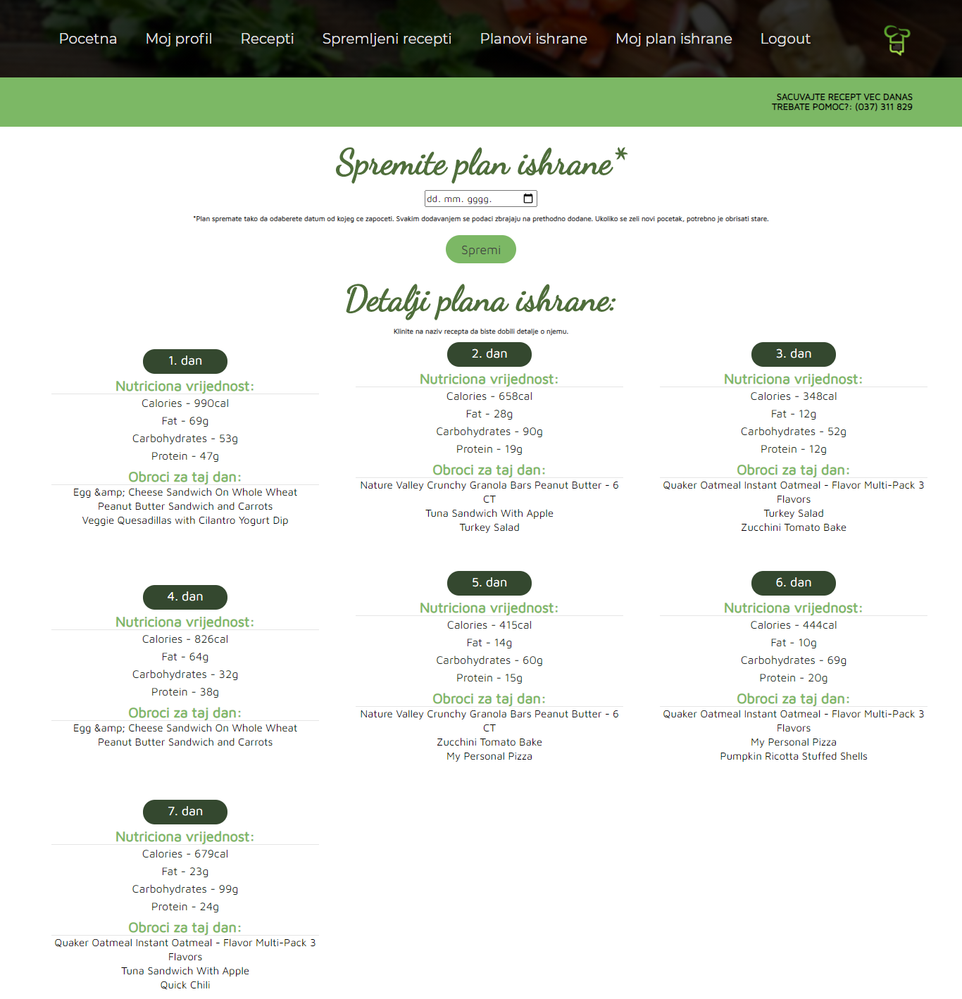 Pocetna Moj profil Recepti Spremljeni recepti Planovi ishrane Moj plan ishrane Logout
SACUVAJTE RECEPT VEC DANAS
TREBATE POMOC?: (037) 311 829
Spremite plan ishrane*
dd. mm. gggg.
*Plan spremate tako da odaberete datum od kojeg ce zapoceti. Svakim dodavanjem se podaci zbrajaju na prethodno dodane. Ukoliko se zeli novi pocetak, potrebno je obrisati stare.
Spremi
Detalji plana ishrane:
Klinite na naziv recepta da biste dobili detalje o njemu.
1. dan
Nutriciona vrijednost:
Calories - 990cal
Fat - 69g
Carbohydrates - 53g
Protein - 47g
Obroci za taj dan:
Egg &amp; Cheese Sandwich On Whole Wheat
Peanut Butter Sandwich and Carrots
Veggie Quesadillas with Cilantro Yogurt Dip
2. dan
Nutriciona vrijednost:
Calories - 658cal
Fat - 28g
Carbohydrates - 90g
Protein - 19g
Obroci za taj dan:
Nature Valley Crunchy Granola Bars Peanut Butter - 6
CT
Tuna Sandwich With Apple
Turkey Salad
3. dan
Nutriciona vrijednost:
Calories - 348cal
Fat - 12g
Carbohydrates - 52g
Protein - 12g
Obroci za taj dan:
Quaker Oatmeal Instant Oatmeal - Flavor Multi-Pack 3
Flavors
Turkey Salad
Zucchini Tomato Bake
4. dan
Nutriciona vrijednost:
Calories - 826cal
Fat - 64g
Carbohydrates - 32g
Protein - 38g
Obroci za taj dan:
Egg &amp; Cheese Sandwich On Whole Wheat
Peanut Butter Sandwich and Carrots
5. dan
Nutriciona vrijednost:
Calories - 415cal
Fat - 14g
Carbohydrates - 60g
Protein - 15g
Obroci za taj dan:
Nature Valley Crunchy Granola Bars Peanut Butter - 6
CT
Zucchini Tomato Bake
My Personal Pizza
6. dan
Nutriciona vrijednost:
Calories - 444cal
Fat - 10g
Carbohydrates - 69g
Protein - 20g
Obroci za taj dan:
Quaker Oatmeal Instant Oatmeal - Flavor Multi-Pack 3
Flavors
My Personal Pizza
Pumpkin Ricotta Stuffed Shells
7. dan
Nutriciona vrijednost:
Calories - 679cal
Fat - 23g
Carbohydrates - 99g
Protein - 24g
Obroci za taj dan:
Quaker Oatmeal Instant Oatmeal - Flavor Multi-Pack 3
Flavors
Tuna Sandwich With Apple
Quick Chili